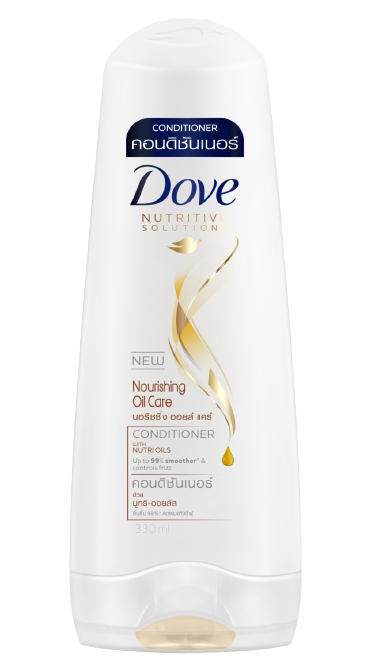 CONDITIONER
คอนดิชันเนอร์
Dove
NUTRITIVE
SOLUTION
NEW
Nourishing
Oil Care
นอริชชิ่ง ออยล์ แคร์
CONDITIONER
WITH
NUTRI OILS
Up to 99% smoother* &
controls frizz
คอนดิชันเนอร์
ด้วย
นูทริ-ออยล์ส
330ml